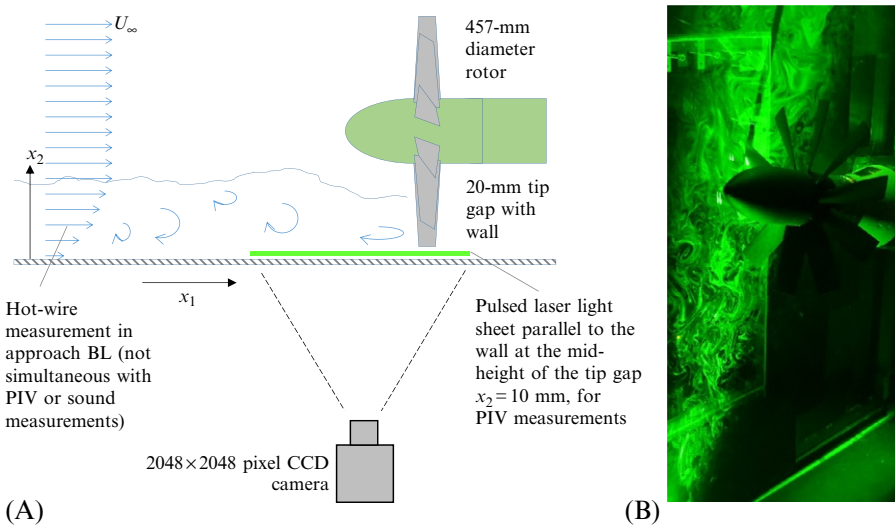 U∞
457-mm
diameter
rotor
x₂
20-mm tip
gap with
wall
x₁
Hot-wire
measurement in
approach BL (not
simultaneous with
PIV or sound
measurements)
Pulsed laser light
sheet parallel to the
wall at the mid-
height of the tip gap
x₂=10 mm, for
PIV measurements
2048×2048 pixel CCD
camera
(A)
(B)